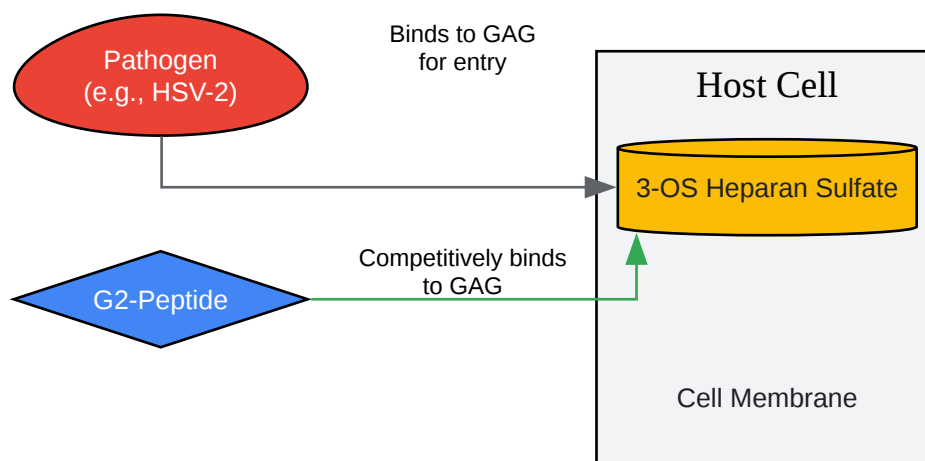 Pathogen
(e.g., HSV-2)
Binds to GAG
for entry
Host Cell
3-OS Heparan Sulfate
G2-Peptide
Competitively binds
to GAG
Cell Membrane